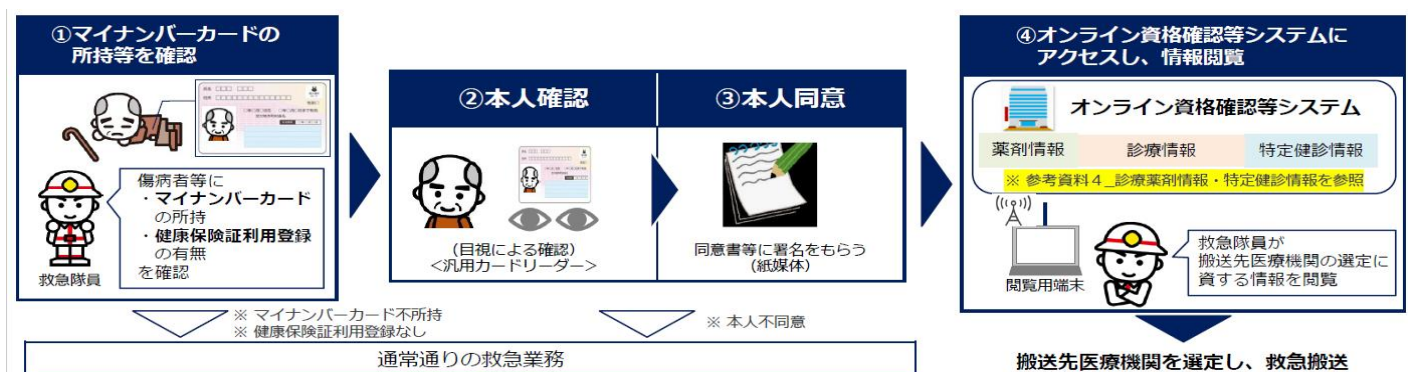 ①マイナンバーカードの
所持等を確認
傷病者等に
・マイナンバーカード
の所持
・健康保険証利用登録
の有無
を確認
救急隊員
②本人確認
(目視による確認)
<汎用カードリーダー>
③本人同意
同意書等に署名をもらう
(紙媒体)
④オンライン資格確認等システムに
アクセスし、情報閲覧
オンライン資格確認等システム
薬剤情報
診療情報
特定健診情報
※ 参考資料4_診療薬剤情報・特定健診情報を参照
閲覧用端末
救急隊員が
搬送先医療機関の選定に
資する情報を閲覧
※ マイナンバーカード不所持
※ 健康保険証利用登録なし
※ 本人不同意
通常通りの救急業務
搬送先医療機関を選定し、救急搬送